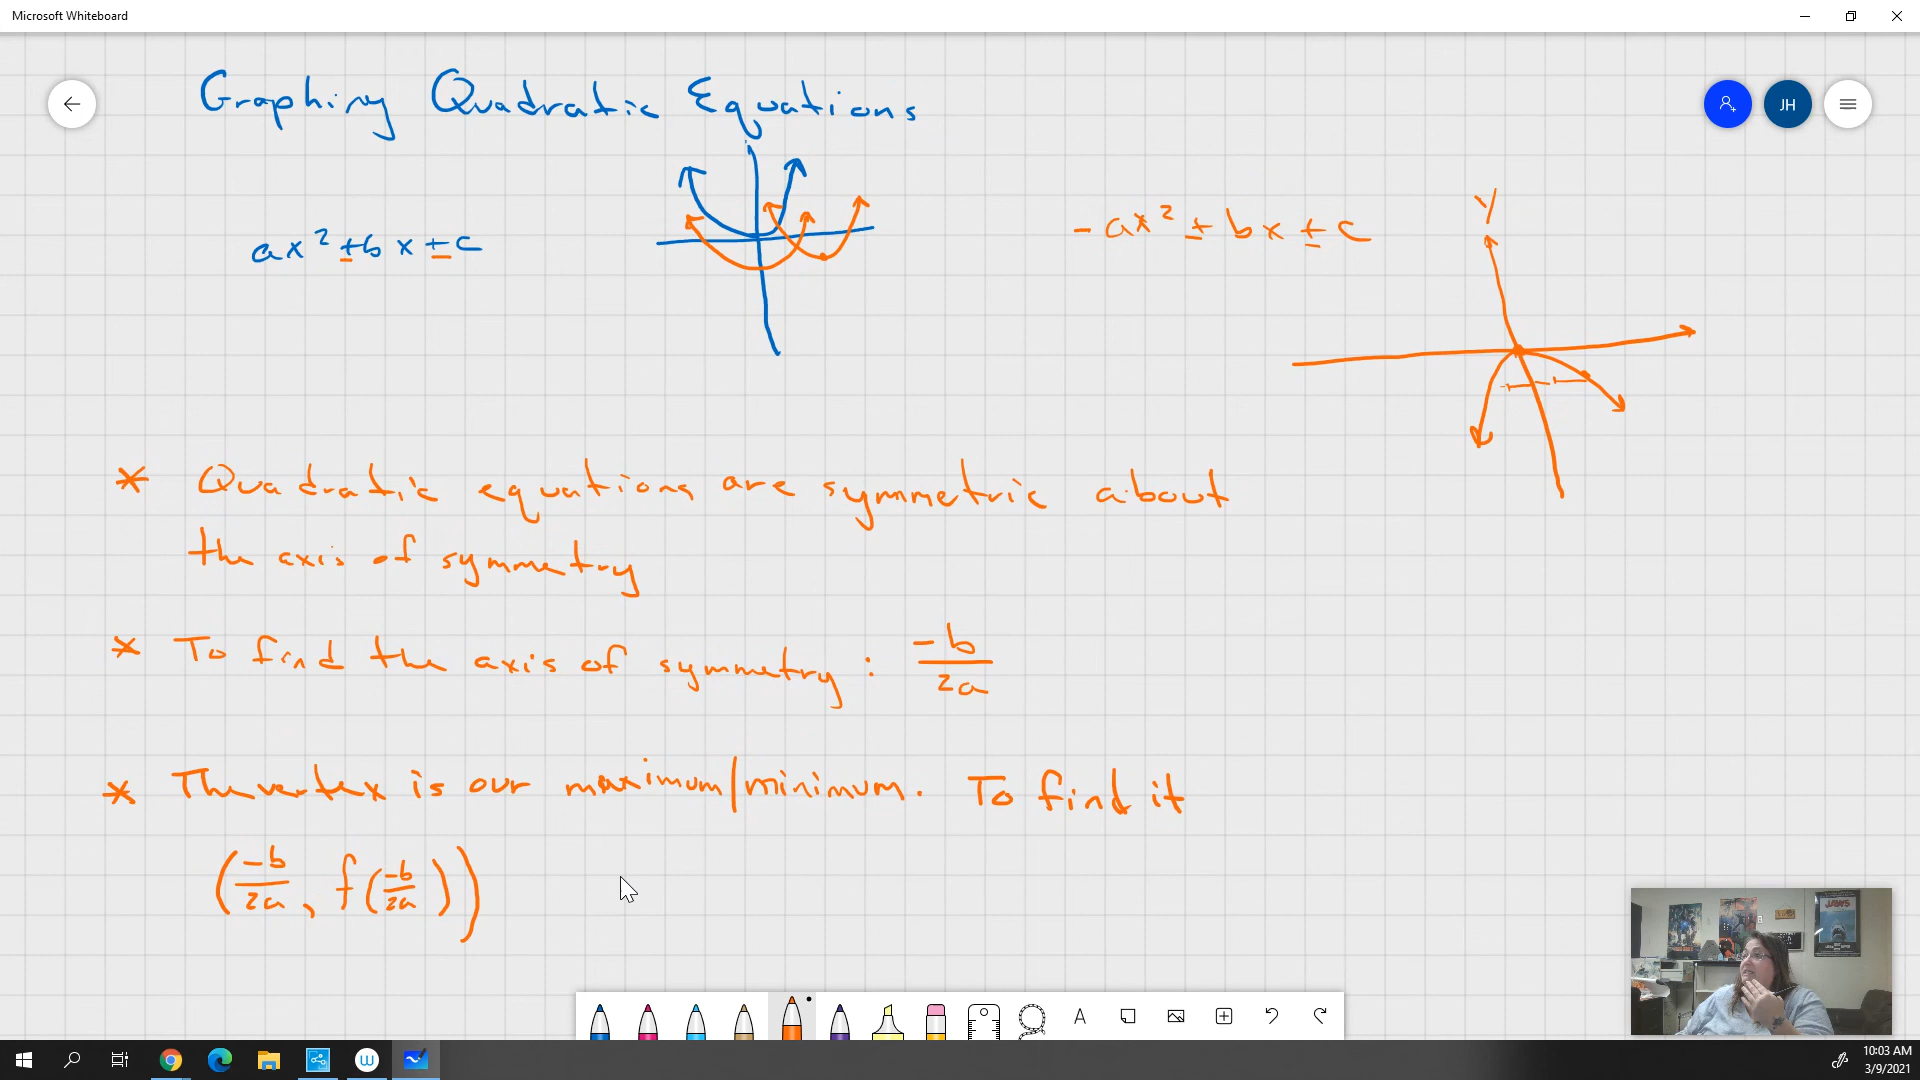 Microsoft Whiteboard
Graphing Quadratic Equations
JH
ax² ± bx ± c
-ax² ± bx ± c
y
* Quadratic equations are symmetric about
the axis of symmetry
* To find the axis of symmetry: -b/2a
* The vertex is our maximum/minimum. To find it
(-b/2a, f(-b/2a))
JAWS
A
W
10:03 AM
3/9/2021